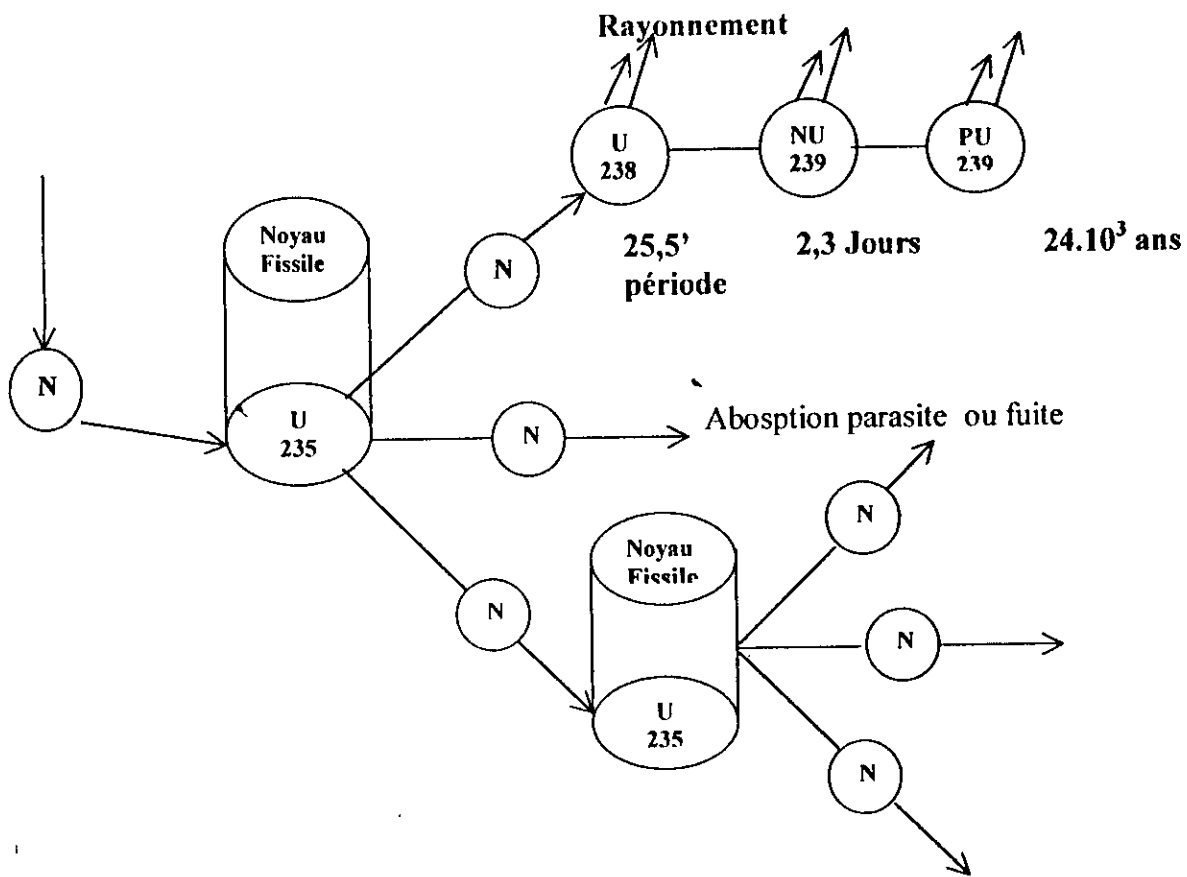 Rayonnement
U
238
NU
239
PU
239
25,5' période
2,3 Jours
24.10³ ans
Noyau
Fissile
N
N
U
235
N
Abosption parasite ou fuite
N
Noyau
Fissile
U
235
N
N
N